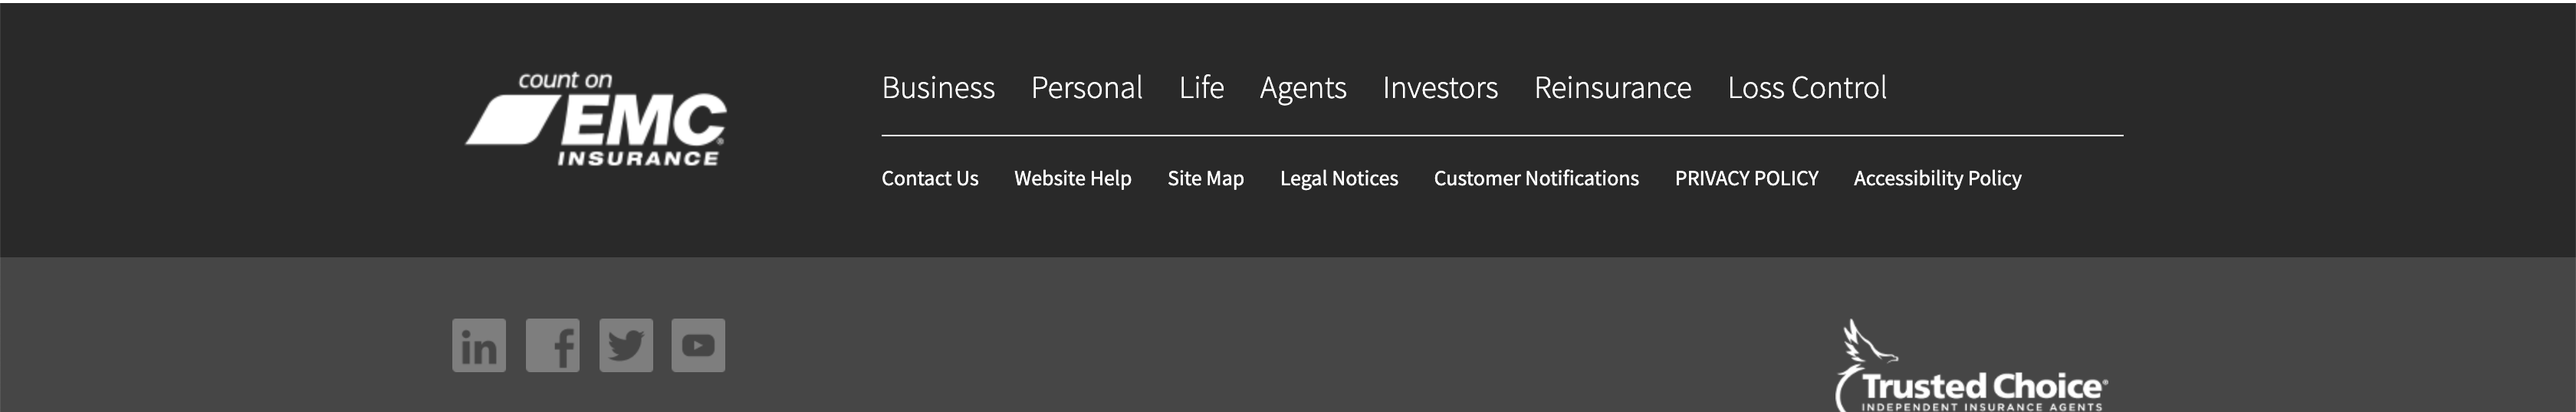 count on
EMC
INSURANCE
Business Personal Life Agents Investors Reinsurance Loss Control
Contact Us Website Help Site Map Legal Notices Customer Notifications PRIVACY POLICY Accessibility Policy
in f
Trusted Choice®
INDEPENDENT INSURANCE AGENTS